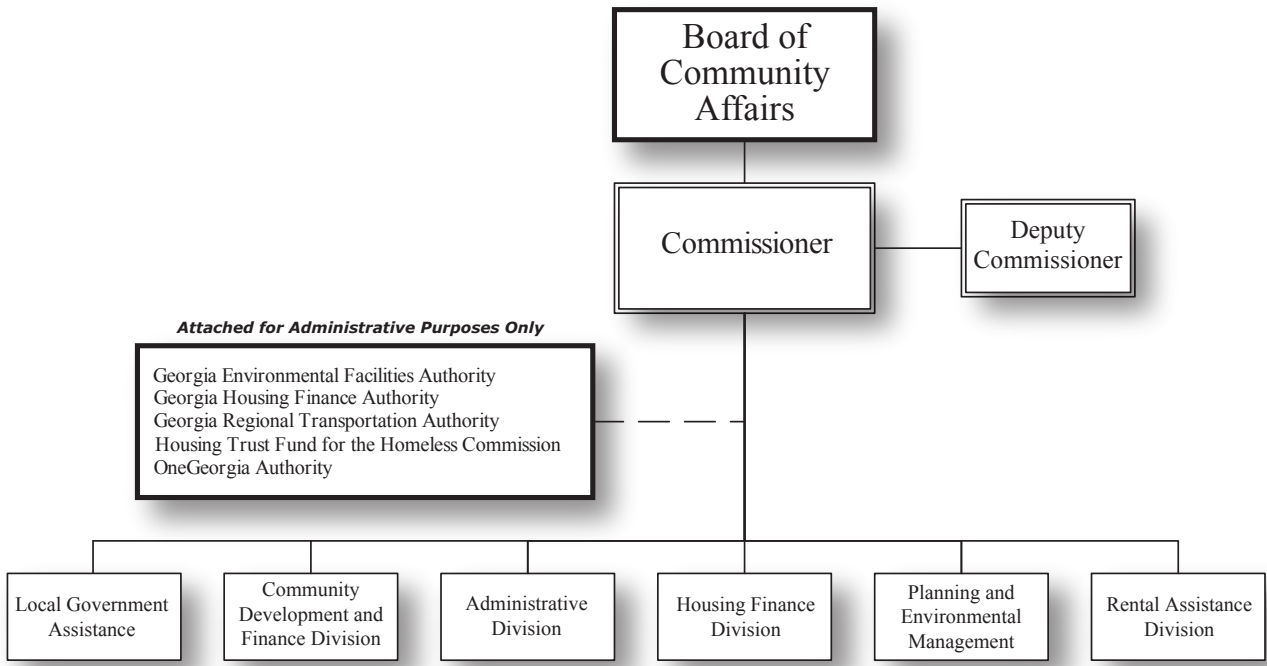 Board of
Community
Affairs
Commissioner
Deputy
Commissioner
Attached for Administrative Purposes Only
Georgia Environmental Facilities Authority
Georgia Housing Finance Authority
Georgia Regional Transportation Authority
Housing Trust Fund for the Homeless Commission
OneGeorgia Authority
Local Government
Assistance
Community
Development and
Finance Division
Administrative
Division
Housing Finance
Division
Planning and
Environmental
Management
Rental Assistance
Division